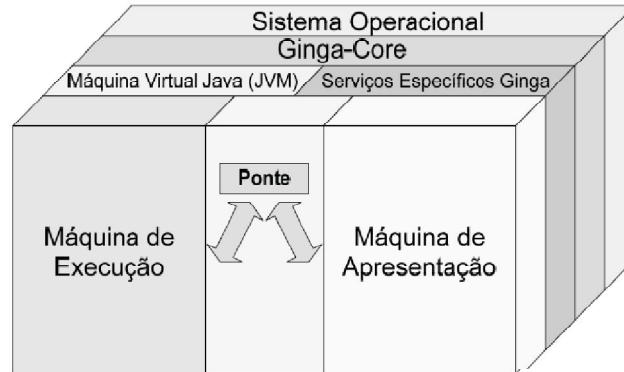 Sistema Operacional
Ginga-Core
Máquina Virtual Java (JVM)
Serviços Específicos Ginga
Ponte
Máquina de
Execução
Máquina de
Apresentação